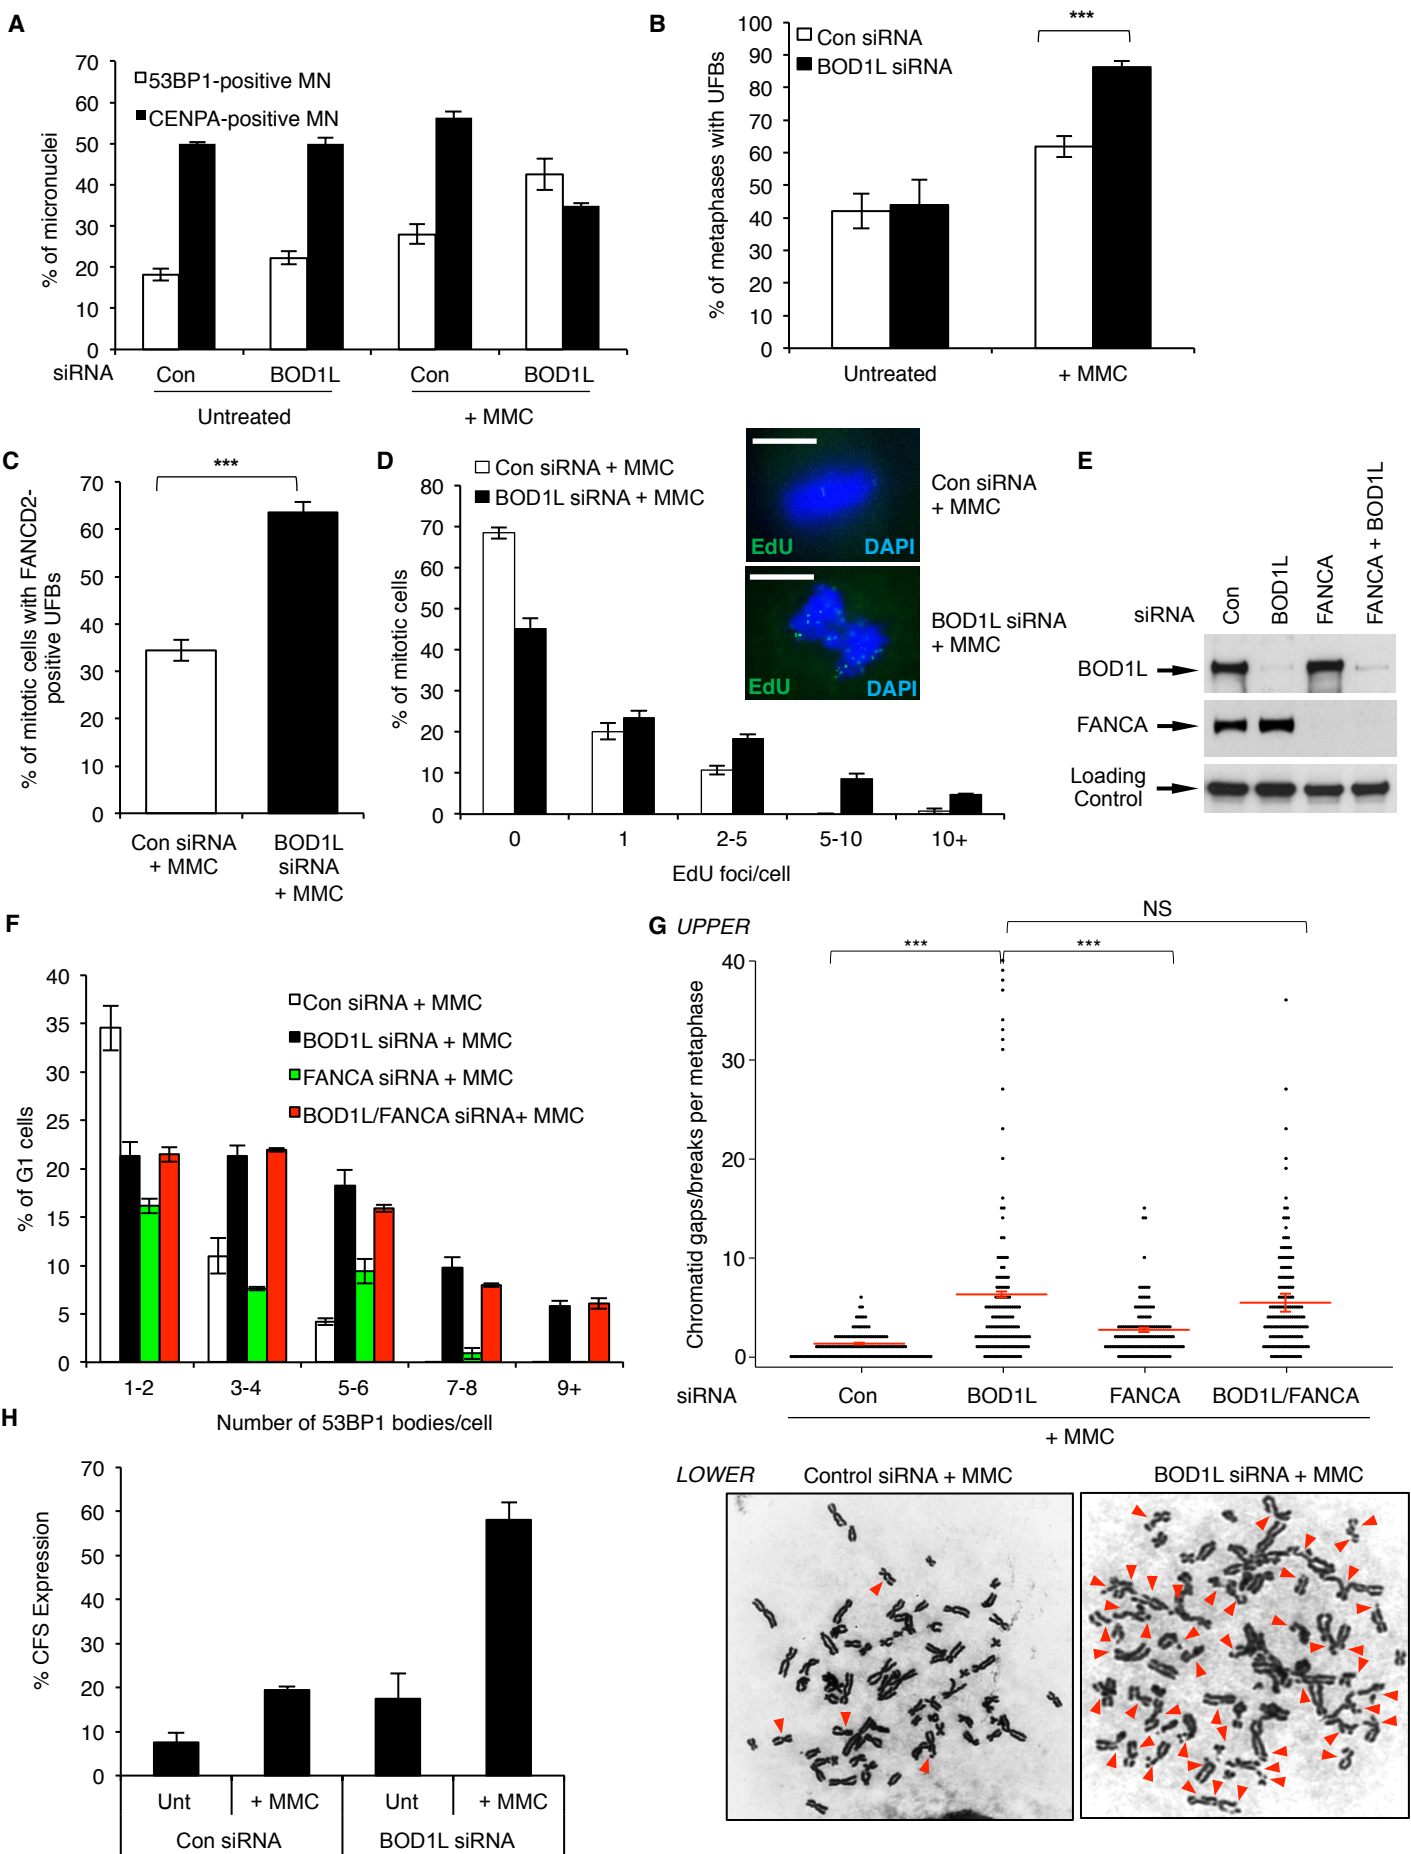 A
% of micronuclei
70
60
50
40
30
20
10
0
53BP1-positive MN
CENPA-positive MN
siRNA
Con
BOD1L
Con
BOD1L
Untreated
+ MMC
B
% of metaphases with UFBs
100
90
80
70
60
50
40
30
20
10
0
Con siRNA
BOD1L siRNA
***
Untreated
+ MMC
C
% of mitotic cells with FANCD2-
positive UFBs
70
60
50
40
30
20
10
0
***
Con siRNA
+ MMC
BOD1L
siRNA
+ MMC
D
% of mitotic cells
80
70
60
50
40
30
20
10
0
Con siRNA + MMC
BOD1L siRNA + MMC
0
1
2-5
5-10
10+
EdU foci/cell
EdU
DAPI
Con siRNA
+ MMC
EdU
DAPI
BOD1L siRNA
+ MMC
E
siRNA
Con
BOD1L
FANCA
FANCA + BOD1L
BOD1L
FANCA
Loading
Control
F
% of G1 cells
40
35
30
25
20
15
10
5
0
Con siRNA + MMC
BOD1L siRNA + MMC
FANCA siRNA + MMC
BOD1L/FANCA siRNA+ MMC
1-2
3-4
5-6
7-8
9+
Number of 53BP1 bodies/cell
G
UPPER
Chromatid gaps/breaks per metaphase
40
30
20
10
0
***
***
NS
siRNA
Con
BOD1L
FANCA
BOD1L/FANCA
+ MMC
LOWER
Control siRNA + MMC
BOD1L siRNA + MMC
H
% CFS Expression
70
60
50
40
30
20
10
0
Unt
+ MMC
Unt
+ MMC
Con siRNA
BOD1L siRNA